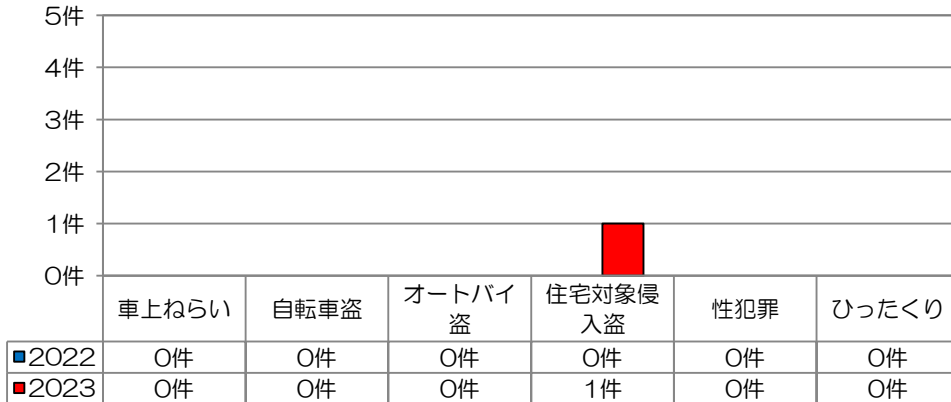 5件
4件
3件
2件
1件
0件
車上ねらい 自転車盗 オートバイ盗 住宅対象侵入盗 性犯罪 ひったくり
2022 0件 0件 0件 0件 0件 0件
2023 0件 0件 0件 1件 0件 0件